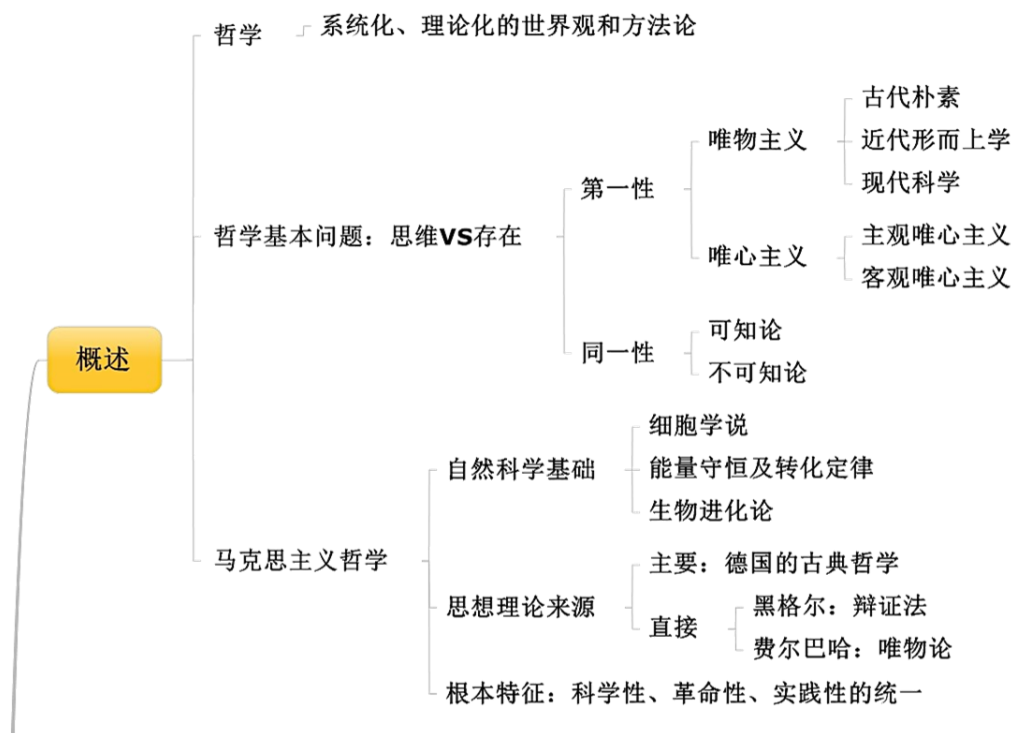 哲学
系统化、理论化的世界观和方法论
古代朴素
唯物主义
近代形而上学
第一性
现代科学
哲学基本问题：思维VS存在
主观唯心主义
唯心主义
客观唯心主义
可知论
同一性
不可知论
概述
细胞学说
自然科学基础
能量守恒及转化定律
生物进化论
马克思主义哲学
主要：德国的古典哲学
思想理论来源
黑格尔：辩证法
直接
费尔巴哈：唯物论
根本特征：科学性、革命性、实践性的统一